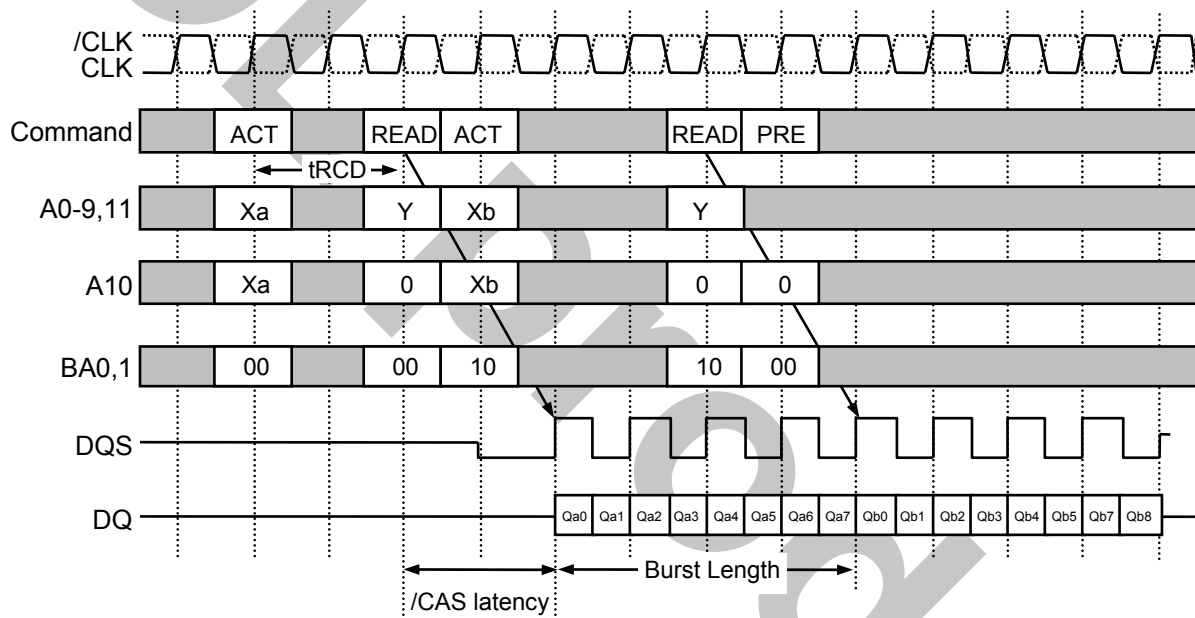 /CLK
CLK
Command ACT READ ACT READ PRE
tRCD
A0-9,11 Xa Y Xb Y
A10 Xa 0 Xb 0 0
BA0,1 00 00 10 10 00
DQS
DQ Qa0 Qa1 Qa2 Qa3 Qa4 Qa5 Qa6 Qa7 Qb0 Qb1 Qb2 Qb3 Qb4 Qb5 Qb7 Qb8
Burst Length
/CAS latency